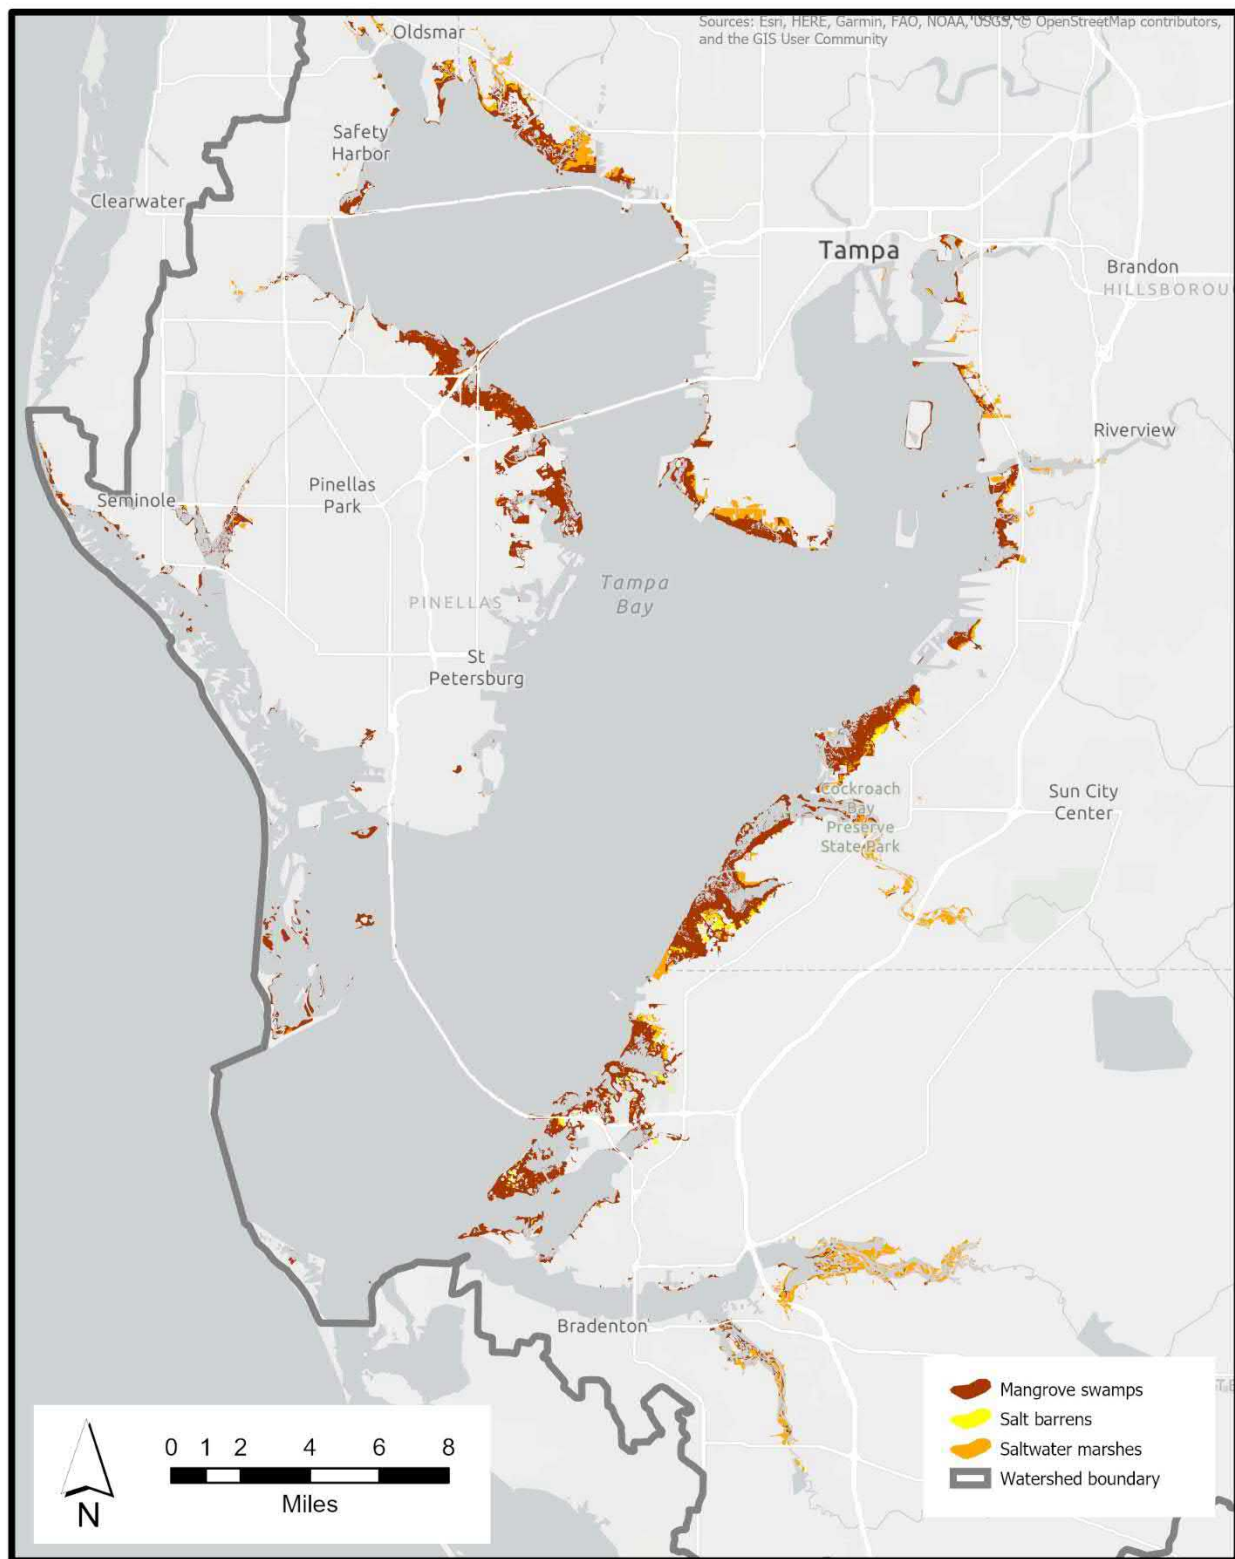 Sources: Esri, HERE, Garmin, FAO, NOAA, USGS, © OpenStreetMap contributors,
and the GIS User Community
Oldsmar
Safety
Harbor
Clearwater
Tampa
Brandon
HILLSBOROU
Riverview
Seminole
Pinellas
Park
Tampa
Bay
PINELLAS
St
Petersburg
Cockroach
Bay
Preserve
State Park
Sun City
Center
Bradenton
0 1 2 4 6 8
Miles
N
Mangrove swamps
Salt barrens
Saltwater marshes
Watershed boundary